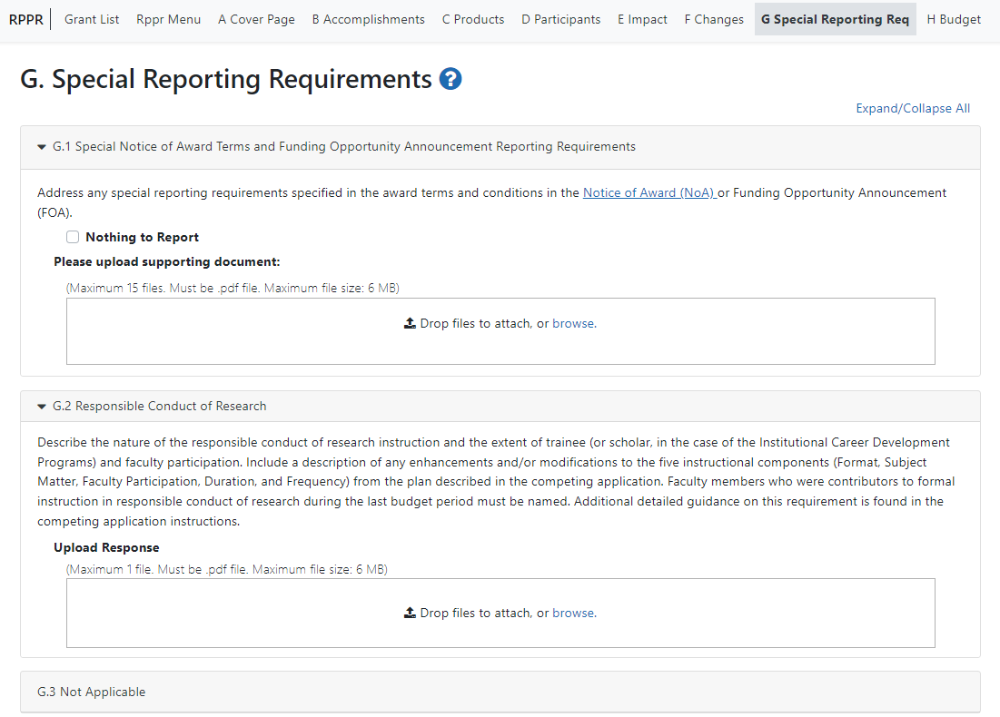 RPPR Grant List Rppr Menu A Cover Page B Accomplishments C Products D Participants E Impact F Changes G Special Reporting Req H Budget
G. Special Reporting Requirements ?
Expand/Collapse All
G.1 Special Notice of Award Terms and Funding Opportunity Announcement Reporting Requirements
Address any special reporting requirements specified in the award terms and conditions in the Notice of Award (NoA) or Funding Opportunity Announcement
(FOA).
Nothing to Report
Please upload supporting document:
(Maximum 15 files. Must be .pdf file. Maximum file size: 6 MB)
Drop files to attach, or browse.
G.2 Responsible Conduct of Research
Describe the nature of the responsible conduct of research instruction and the extent of trainee (or scholar, in the case of the Institutional Career Development
Programs) and faculty participation. Include a description of any enhancements and/or modifications to the five instructional components (Format, Subject
Matter, Faculty Participation, Duration, and Frequency) from the plan described in the competing application. Faculty members who were contributors to formal
instruction in responsible conduct of research during the last budget period must be named. Additional detailed guidance on this requirement is found in the
competing application instructions.
Upload Response
(Maximum 1 file. Must be .pdf file. Maximum file size: 6 MB)
Drop files to attach, or browse.
G.3 Not Applicable